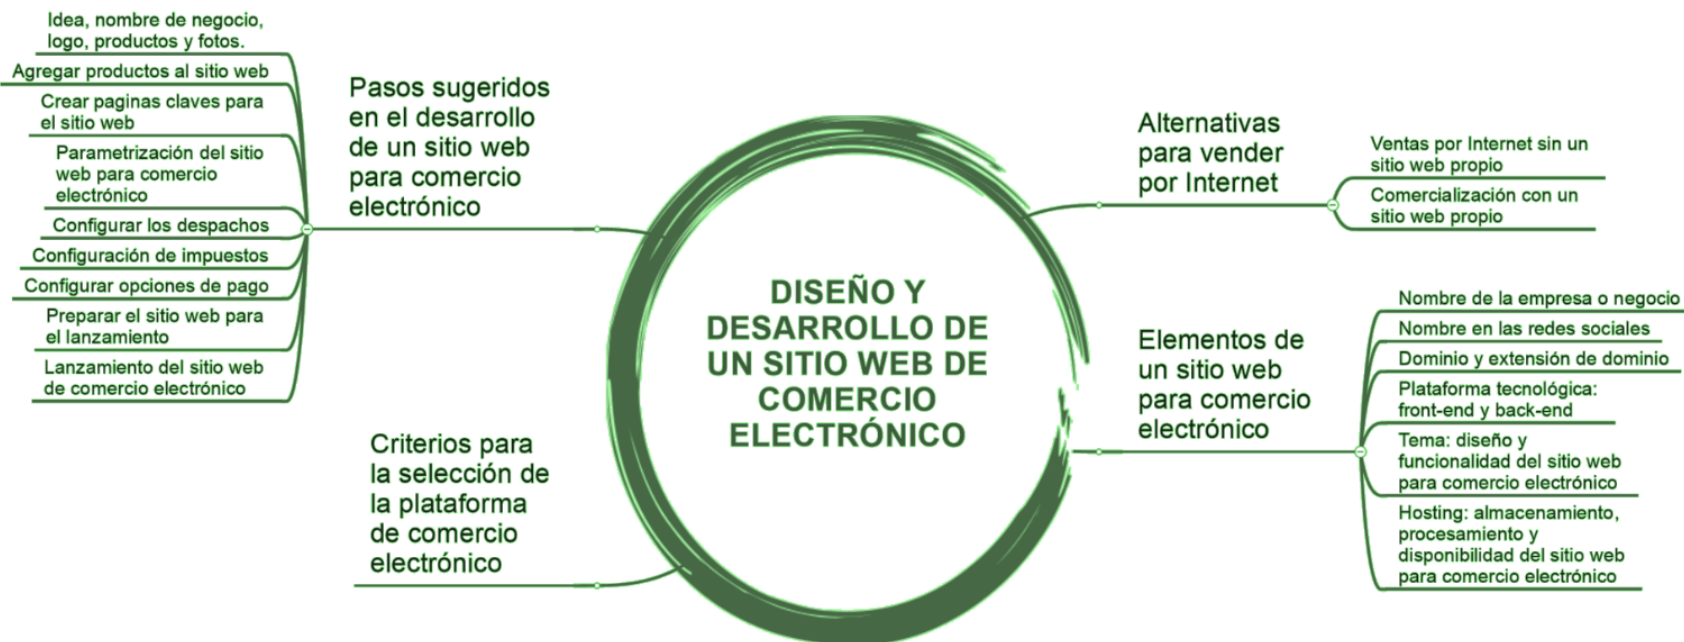 Idea, nombre de negocio,
logo, productos y fotos.
Agregar productos al sitio web
Crear paginas claves para
el sitio web
Parametrización del sitio
web para comercio
electrónico
Configurar los despachos
Configuración de impuestos
Configurar opciones de pago
Preparar el sitio web para
el lanzamiento
Lanzamiento del sitio web
de comercio electrónico
Pasos sugeridos
en el desarrollo
de un sitio web
para comercio
electrónico
Criterios para
la selección de
la plataforma
de comercio
electrónico
DISEÑO Y
DESARROLLO DE
UN SITIO WEB DE
COMERCIO
ELECTRÓNICO
Alternativas
para vender
por Internet
Ventas por Internet sin un
sitio web propio
Comercialización con un
sitio web propio
Elementos de
un sitio web
para comercio
electrónico
Nombre de la empresa o negocio
Nombre en las redes sociales
Dominio y extensión de dominio
Plataforma tecnológica:
front-end y back-end
Tema: diseño y
funcionalidad del sitio web
para comercio electrónico
Hosting: almacenamiento,
procesamiento y
disponibilidad del sitio web
para comercio electrónico